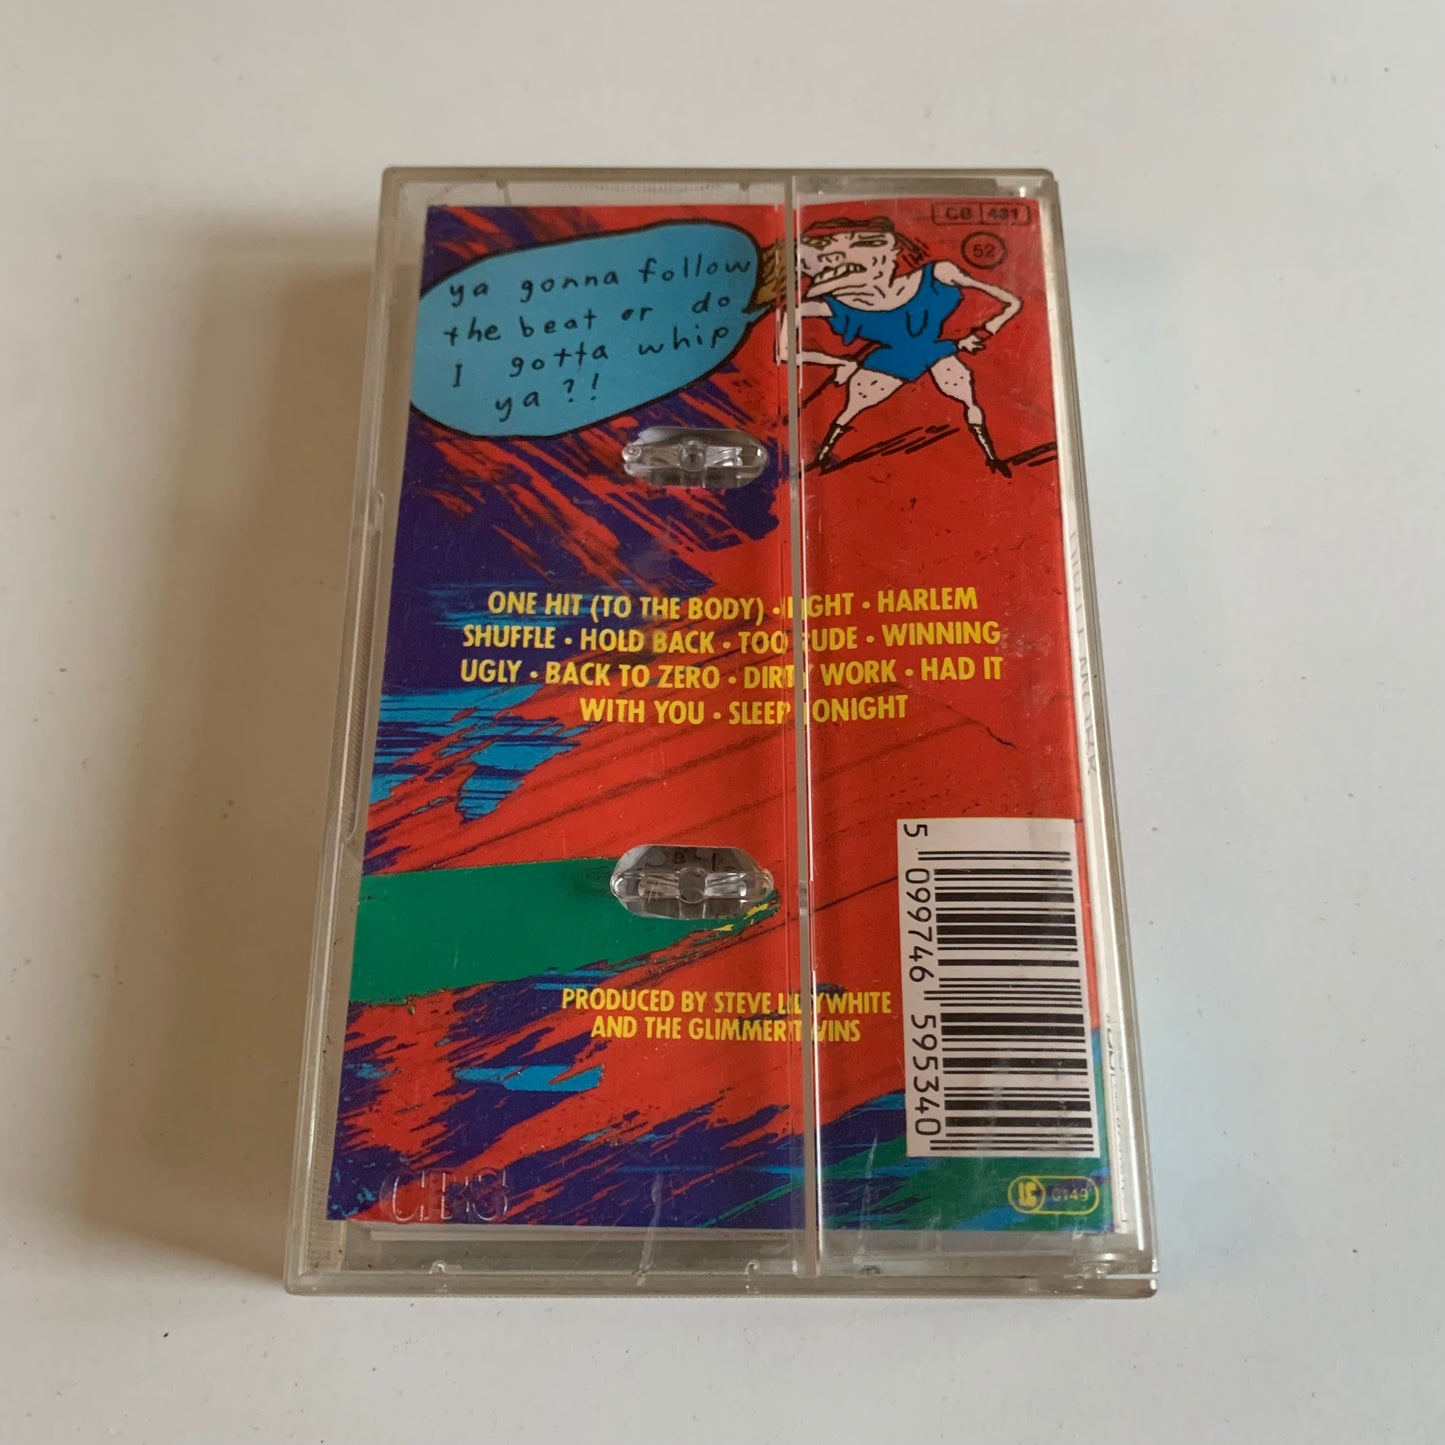 ya gonna follow
the beat or do
I gotta whip
ya?!
CB 431
52
ONE HIT (TO THE BODY) • FIGHT • HARLEM
SHUFFLE • HOLD BACK • TOO RUDE • WINNING
UGLY • BACK TO ZERO • DIRTY WORK • HAD IT
WITH YOU • SLEEP TONIGHT
PRODUCED BY STEVE LILLYWHITE
AND THE GLIMMER TWINS
5 099746 595340
LC 0149
CBS
U